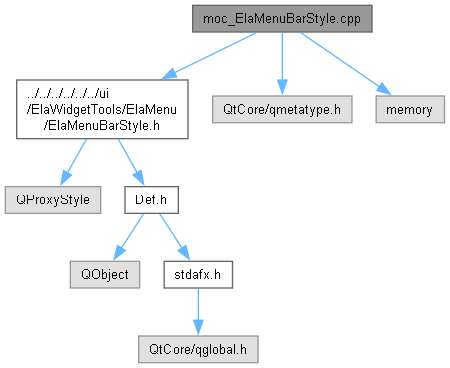 moc_ElaMenuBarStyle.cpp
../../../../../../ui
/ElaWidgetTools/ElaMenu
/ElaMenuBarStyle.h
QtCore/qmetatype.h
memory
QProxyStyle
Def.h
QObject
stdafx.h
QtCore/qglobal.h